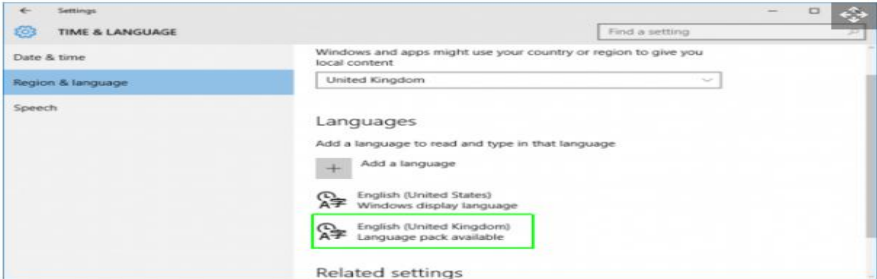 Settings
TIME & LANGUAGE
Find a setting
Date & time
Region & language
Speech
Windows and apps might use your country or region to give you
local content
United Kingdom
Languages
Add a language to read and type in that language
Add a language
English (United States)
Windows display language
English (United Kingdom)
Language pack available
Related settings